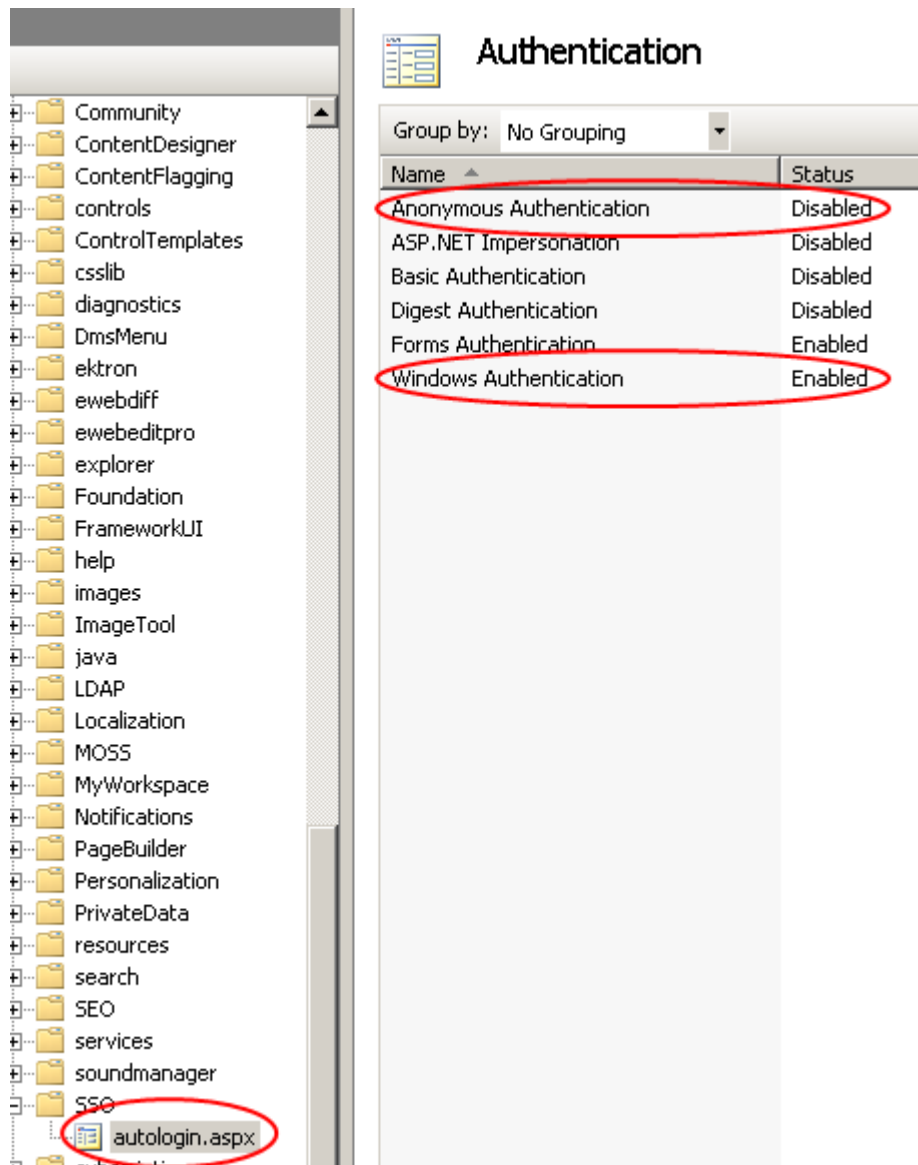 Community
ContentDesigner
ContentFlagging
controls
ControlTemplates
csslib
diagnostics
DmsMenu
ektron
ewebdiff
ewebeditpro
explorer
Foundation
FrameworkUI
help
images
ImageTool
java
LDAP
Localization
MOSS
MyWorkspace
Notifications
PageBuilder
Personalization
PrivateData
resources
search
SEO
services
soundmanager
SSO
autologin.aspx
Authentication
Group by: No Grouping
Name Status
Anonymous Authentication Disabled
ASP.NET Impersonation Disabled
Basic Authentication Disabled
Digest Authentication Disabled
Forms Authentication Enabled
Windows Authentication Enabled